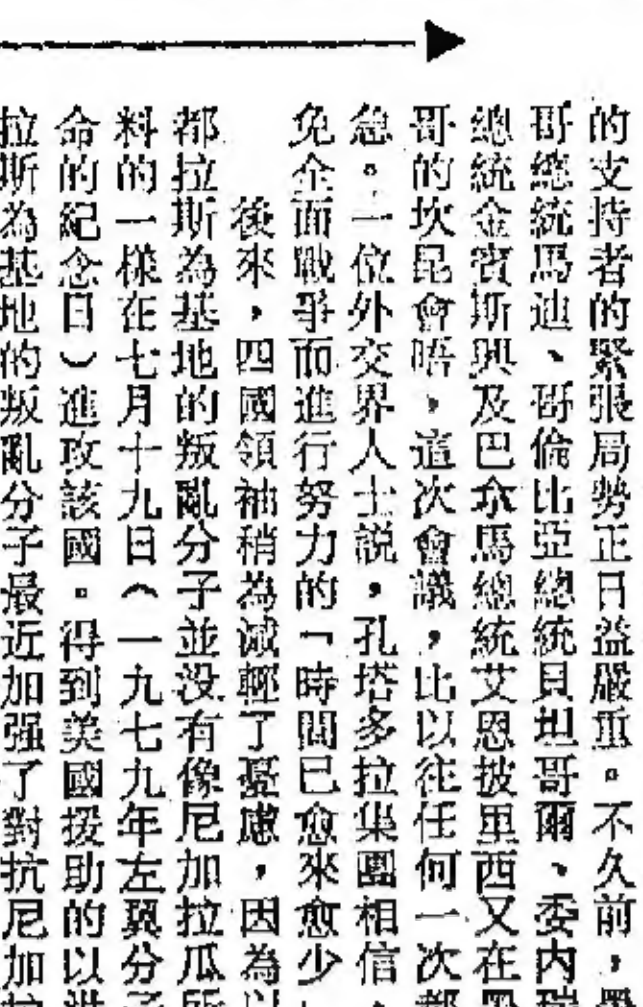 的支持者的緊張局勢正日益嚴重。不久前，墨
哥總統馬迪、哥倫比亞總統貝坦哥爾、委內瑞
總統金賓斯興及巴拿馬總統艾恩披里西又在墨
哥的坎昆會晤，這次會議，比以往任何一次都
急。一位外交界人士説，孔塔多拉集團相信，
免全面戰爭而進行努力的「時間已愈來愈少」
後來，四國領袖稍為減輕了憂慮，因為以
都拉斯為基地的叛亂分子並没有像尼加拉瓜所
料的一樣在七月十九日（一九七九年左翼分子
命的紀念日）進攻該國。得到美國援助的以洪
拉斯為基地的叛亂分子最近加强了對抗尼加拉